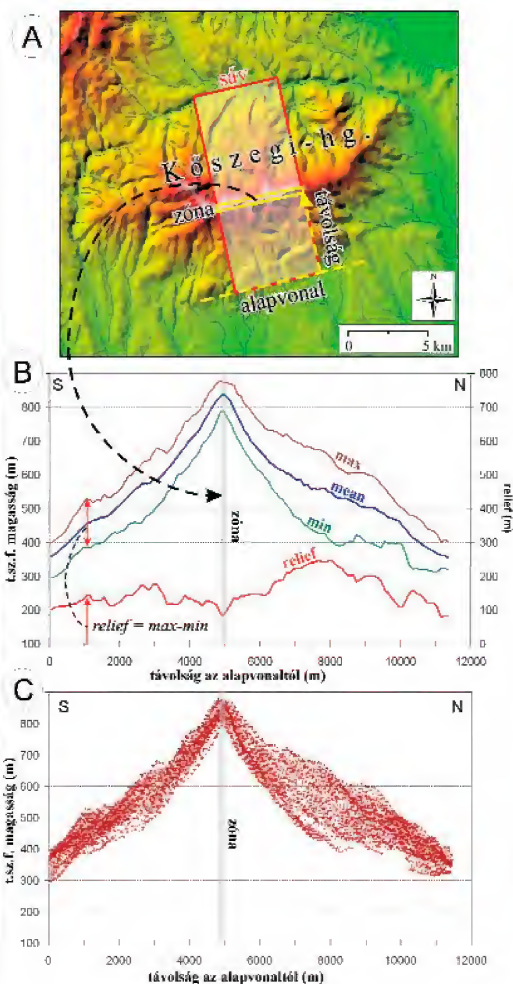 A
sáv
Kőszegi-hg.
zóna
távolság
alapvonal
N
0 5 km
B
S N
800 700 600 500 400 300 200 100
t.sz.f. magasság (m)
800 700 600 500 400 300 200 100 0
relief (m)
max
mean
min
zóna
relief
relief = max-min
0 2000 4000 6000 8000 10000 12000
távolság az alapvonaltól (m)
C
S N
800 700 600 500 400 300 200 100
t.sz.f. magasság (m)
zóna
0 2000 4000 6000 8000 10000 12000
távolság az alapvonaltól (m)